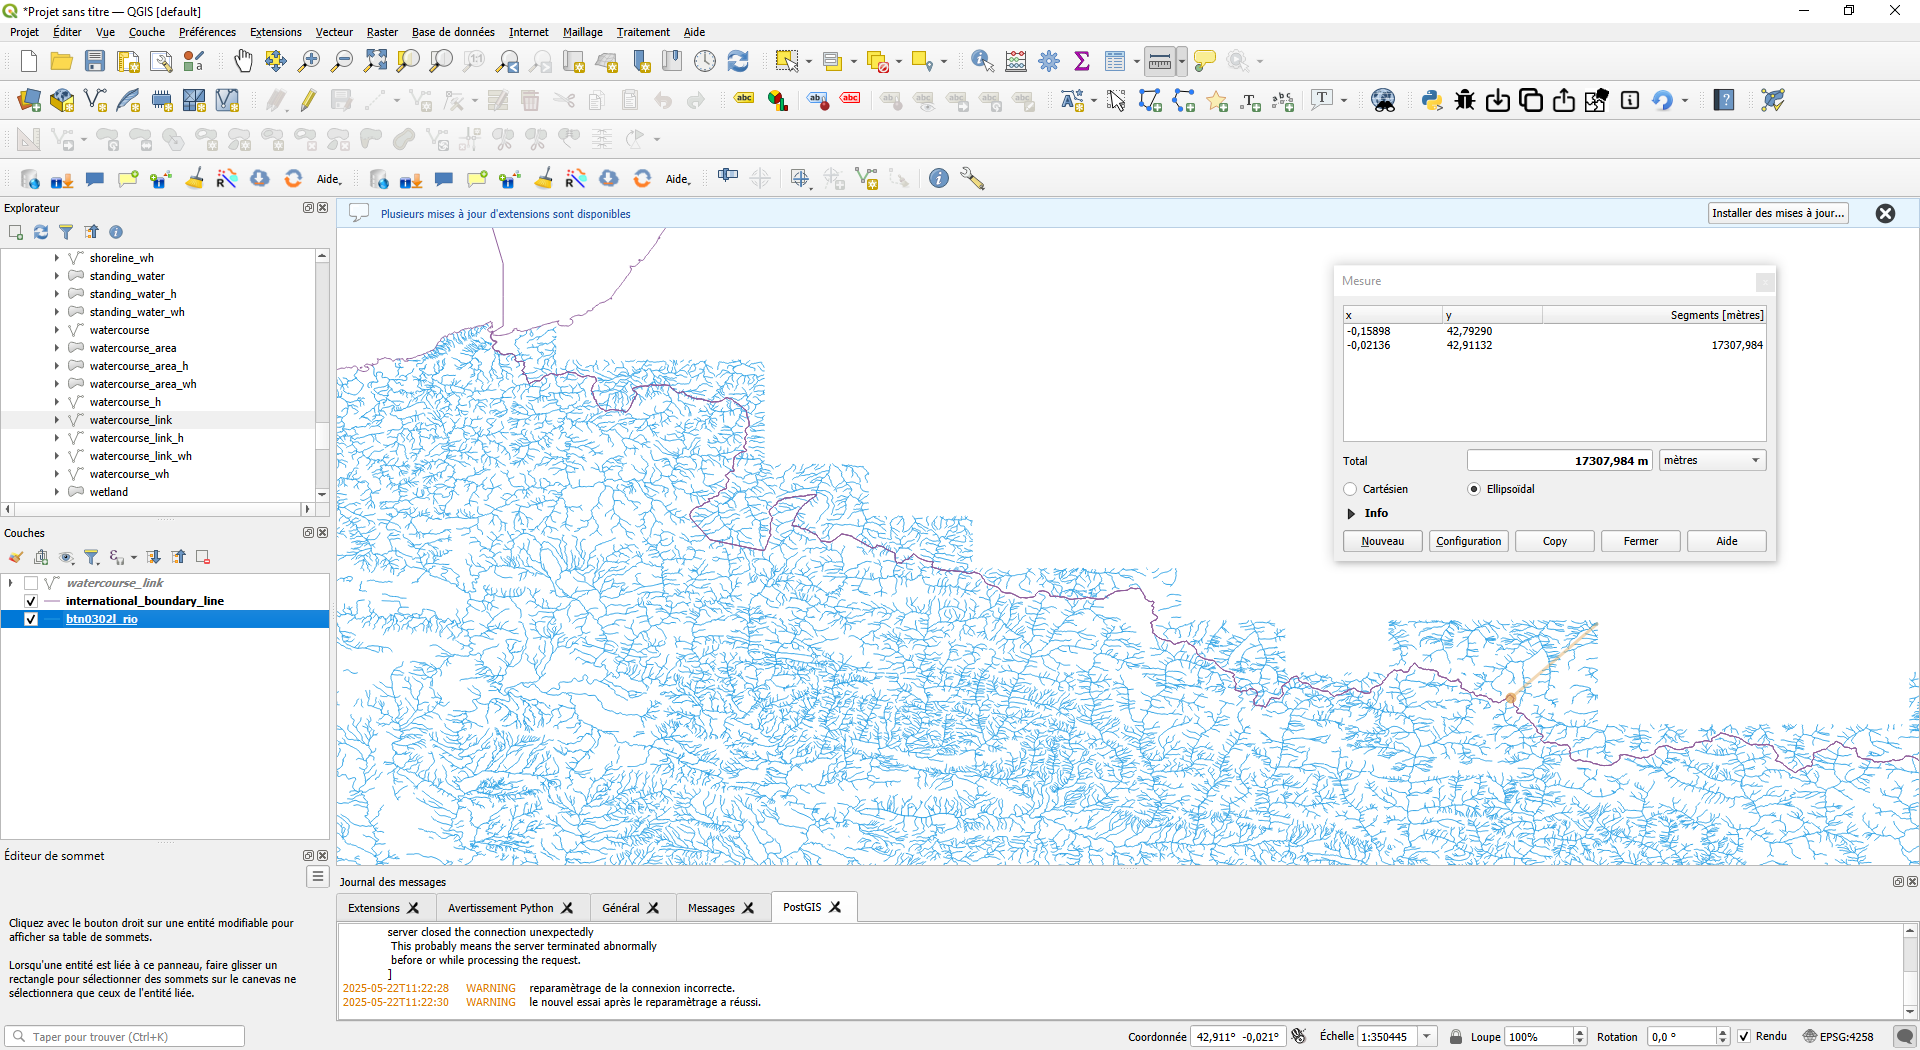 *Projet sans titre — QGIS [default]
Projet Éditer Vue Couche Préférences Extensions Vecteur Raster Base de données Internet Maillage Traitement Aide
Aide
Aide
Explorateur
Plusieurs mises à jour d'extensions sont disponibles
Installer des mises à jour...
shoreline_wh
standing_water
standing_water_h
standing_water_wh
watercourse
watercourse_area
watercourse_area_h
watercourse_area_wh
watercourse_h
watercourse_link
watercourse_link_h
watercourse_link_wh
watercourse_wh
wetland
Couches
watercourse_link
international_boundary_line
btn0302l_rio
Éditeur de sommet
Cliquez avec le bouton droit sur une entité modifiable pour
afficher sa table de sommets.
Lorsqu'une entité est liée à ce panneau, faire glisser un
rectangle pour sélectionner des sommets sur le canevas ne
sélectionnera que ceux de l'entité liée.
Mesure
x y Segments [mètres]
-0,15898 42,79290
-0,02136 42,91132 17307,984
Total 17307,984 m mètres
Cartésien Ellipsoïdal
Info
Nouveau Configuration Copy Fermer Aide
Journal des messages
Extensions Avertissement Python Général Messages PostGIS
server closed the connection unexpectedly
This probably means the server terminated abnormally
before or while processing the request.
]
2025-05-22T11:22:28 WARNING reparamètrage de la connexion incorrecte.
2025-05-22T11:22:30 WARNING le nouvel essai après le reparamètrage a réussi.
Taper pour trouver (Ctrl+K)
Coordonnée 42,911° -0,021° Échelle 1:350445 Loupe 100% Rotation 0,0 ° Rendu EPSG:4258